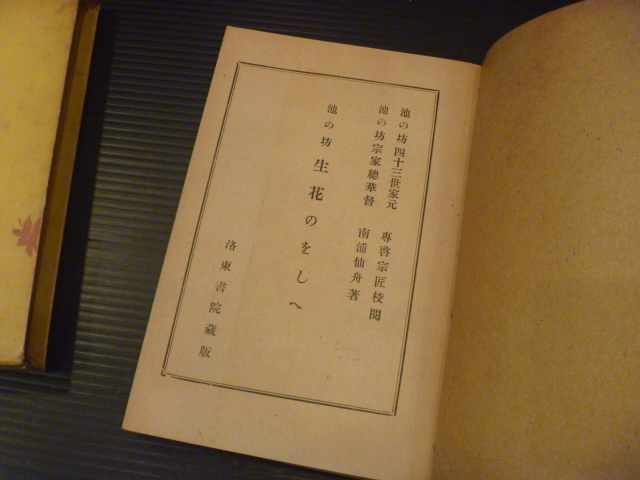 池の坊四十三世家元　専啓宗匠校閲
池の坊宗家總華督　南浦仙舟著
池の坊　生花のをしへ
洛東書院藏版